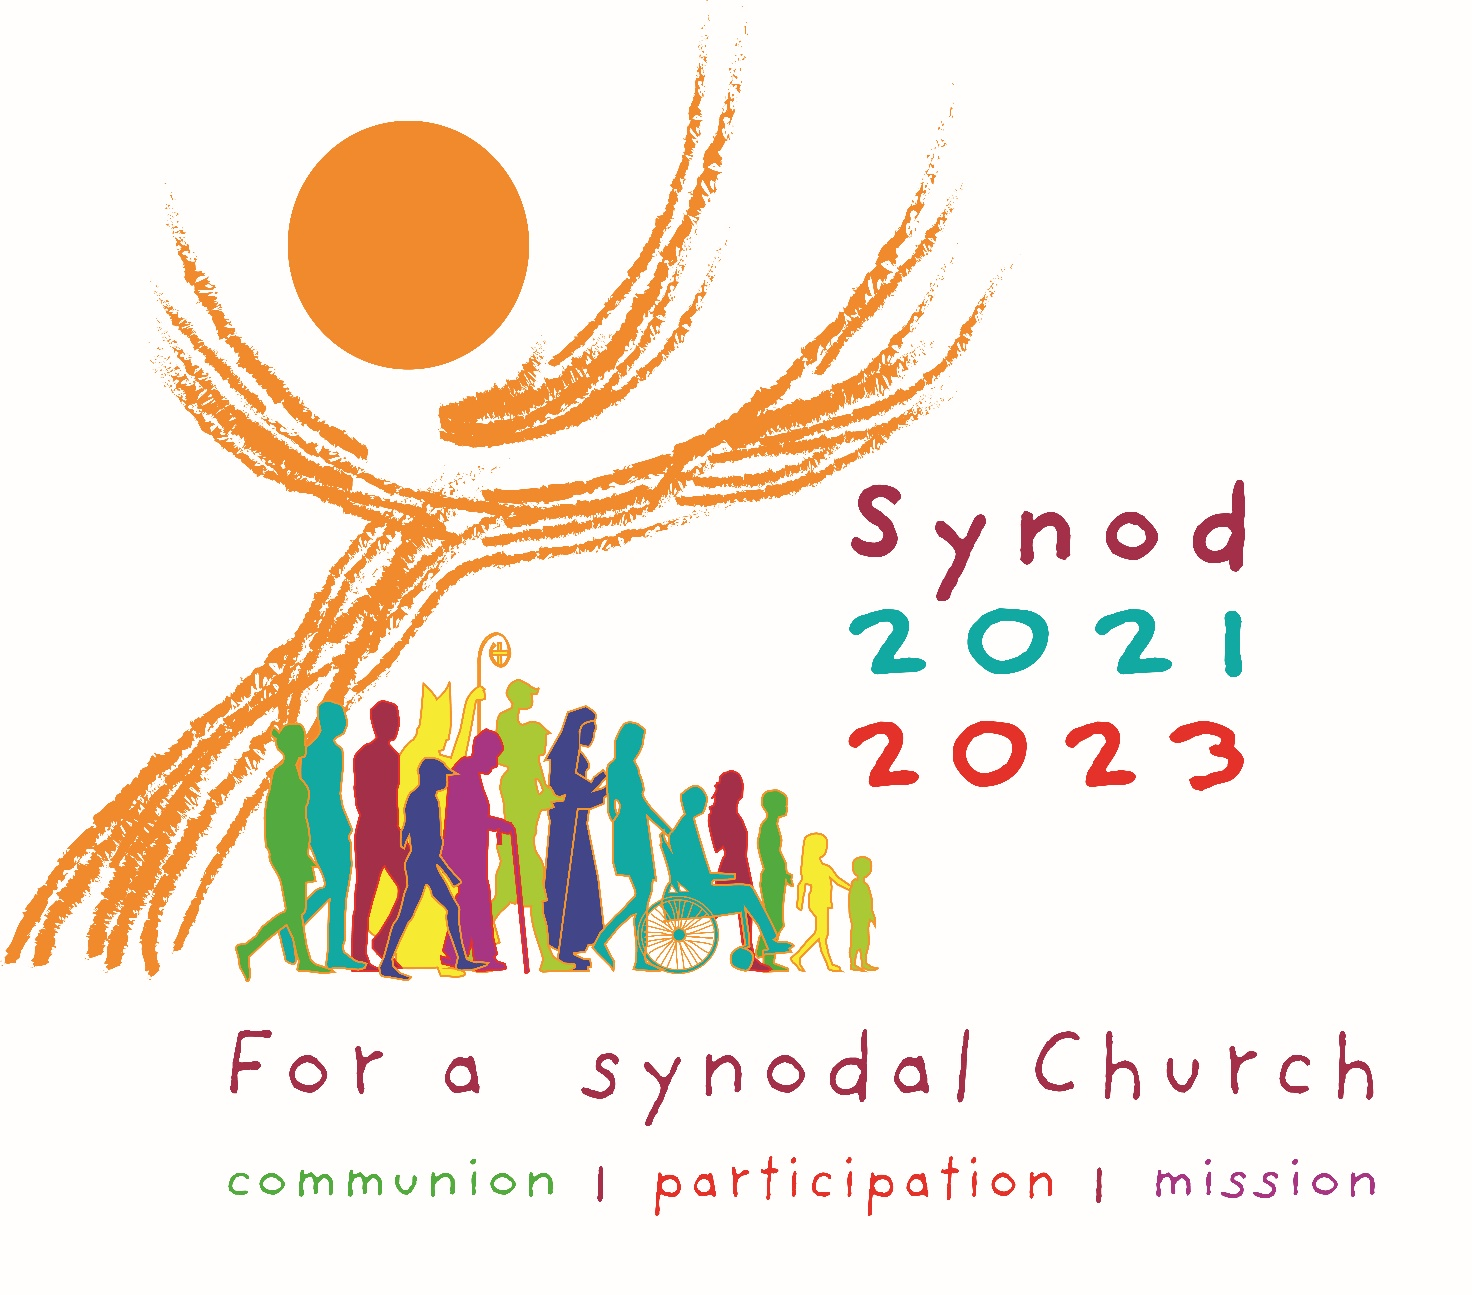 Synod
2021
2023
For a synodal Church
communion | participation | mission